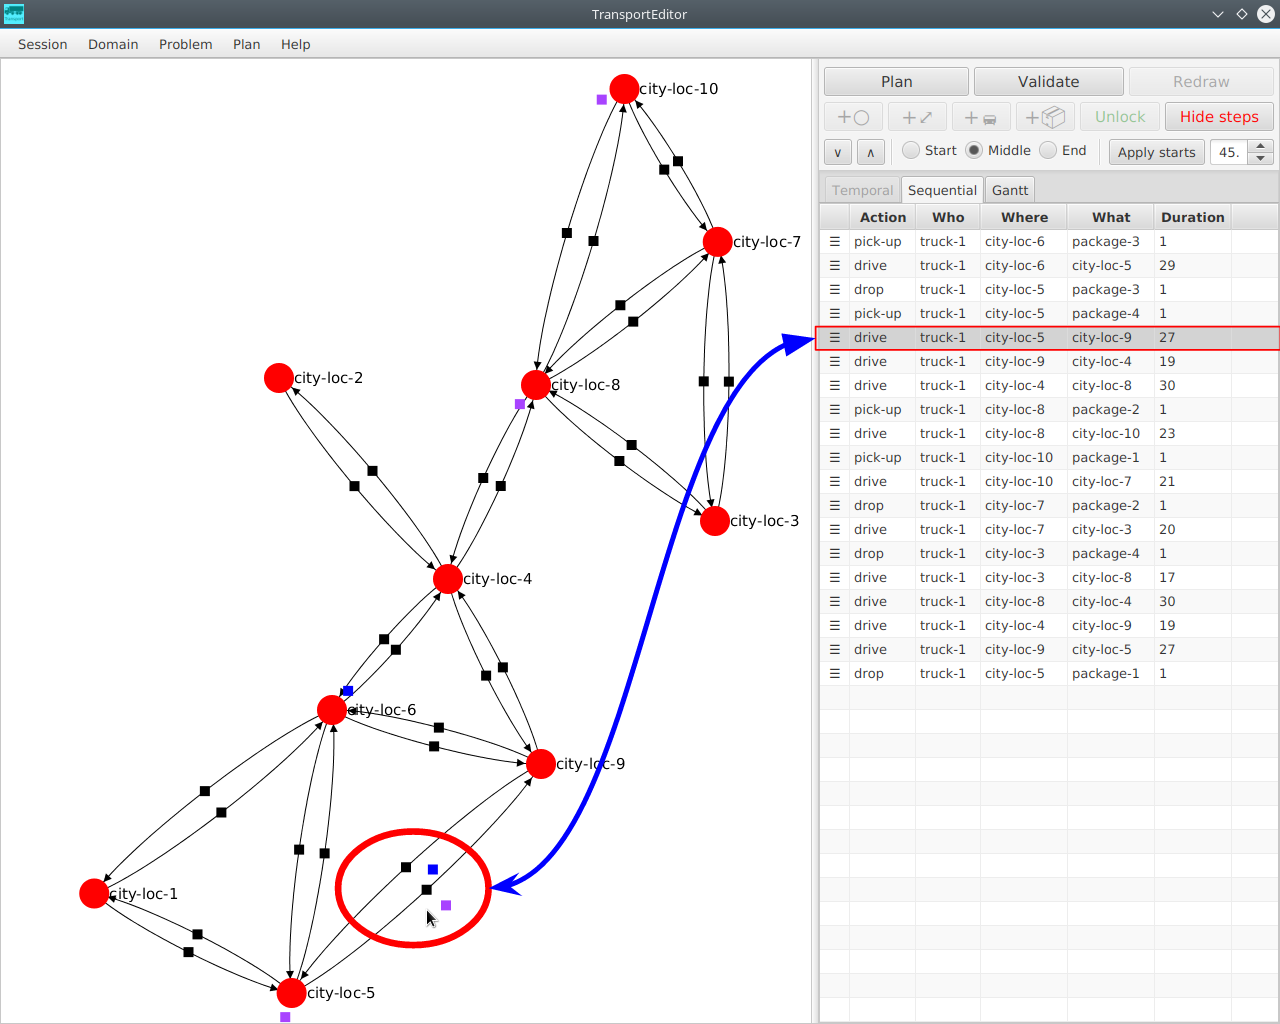 TransportEditor
Session Domain Problem Plan Help
Plan Validate Redraw
+ + + + Unlock Hide steps
∨ ∧ Start Middle End Apply starts 45.
Temporal Sequential Gantt
Action Who Where What Duration
pick-up truck-1 city-loc-6 package-3 1
drive truck-1 city-loc-6 city-loc-5 29
drop truck-1 city-loc-5 package-3 1
pick-up truck-1 city-loc-5 package-4 1
drive truck-1 city-loc-5 city-loc-9 27
drive truck-1 city-loc-9 city-loc-4 19
drive truck-1 city-loc-4 city-loc-8 30
pick-up truck-1 city-loc-8 package-2 1
drive truck-1 city-loc-8 city-loc-10 23
pick-up truck-1 city-loc-10 package-1 1
drive truck-1 city-loc-10 city-loc-7 21
drop truck-1 city-loc-7 package-2 1
drive truck-1 city-loc-7 city-loc-3 20
drop truck-1 city-loc-3 package-4 1
drive truck-1 city-loc-3 city-loc-8 17
drive truck-1 city-loc-8 city-loc-4 30
drive truck-1 city-loc-4 city-loc-9 19
drive truck-1 city-loc-9 city-loc-5 27
drop truck-1 city-loc-5 package-1 1
city-loc-10
city-loc-7
city-loc-2
city-loc-8
city-loc-3
city-loc-4
city-loc-6
city-loc-9
city-loc-1
city-loc-5